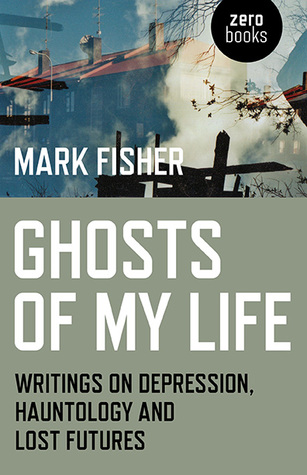 zero
books
MARK FISHER
GHOSTS
OF MY LIFE
WRITINGS ON DEPRESSION,
HAUNTOLOGY AND
LOST FUTURES